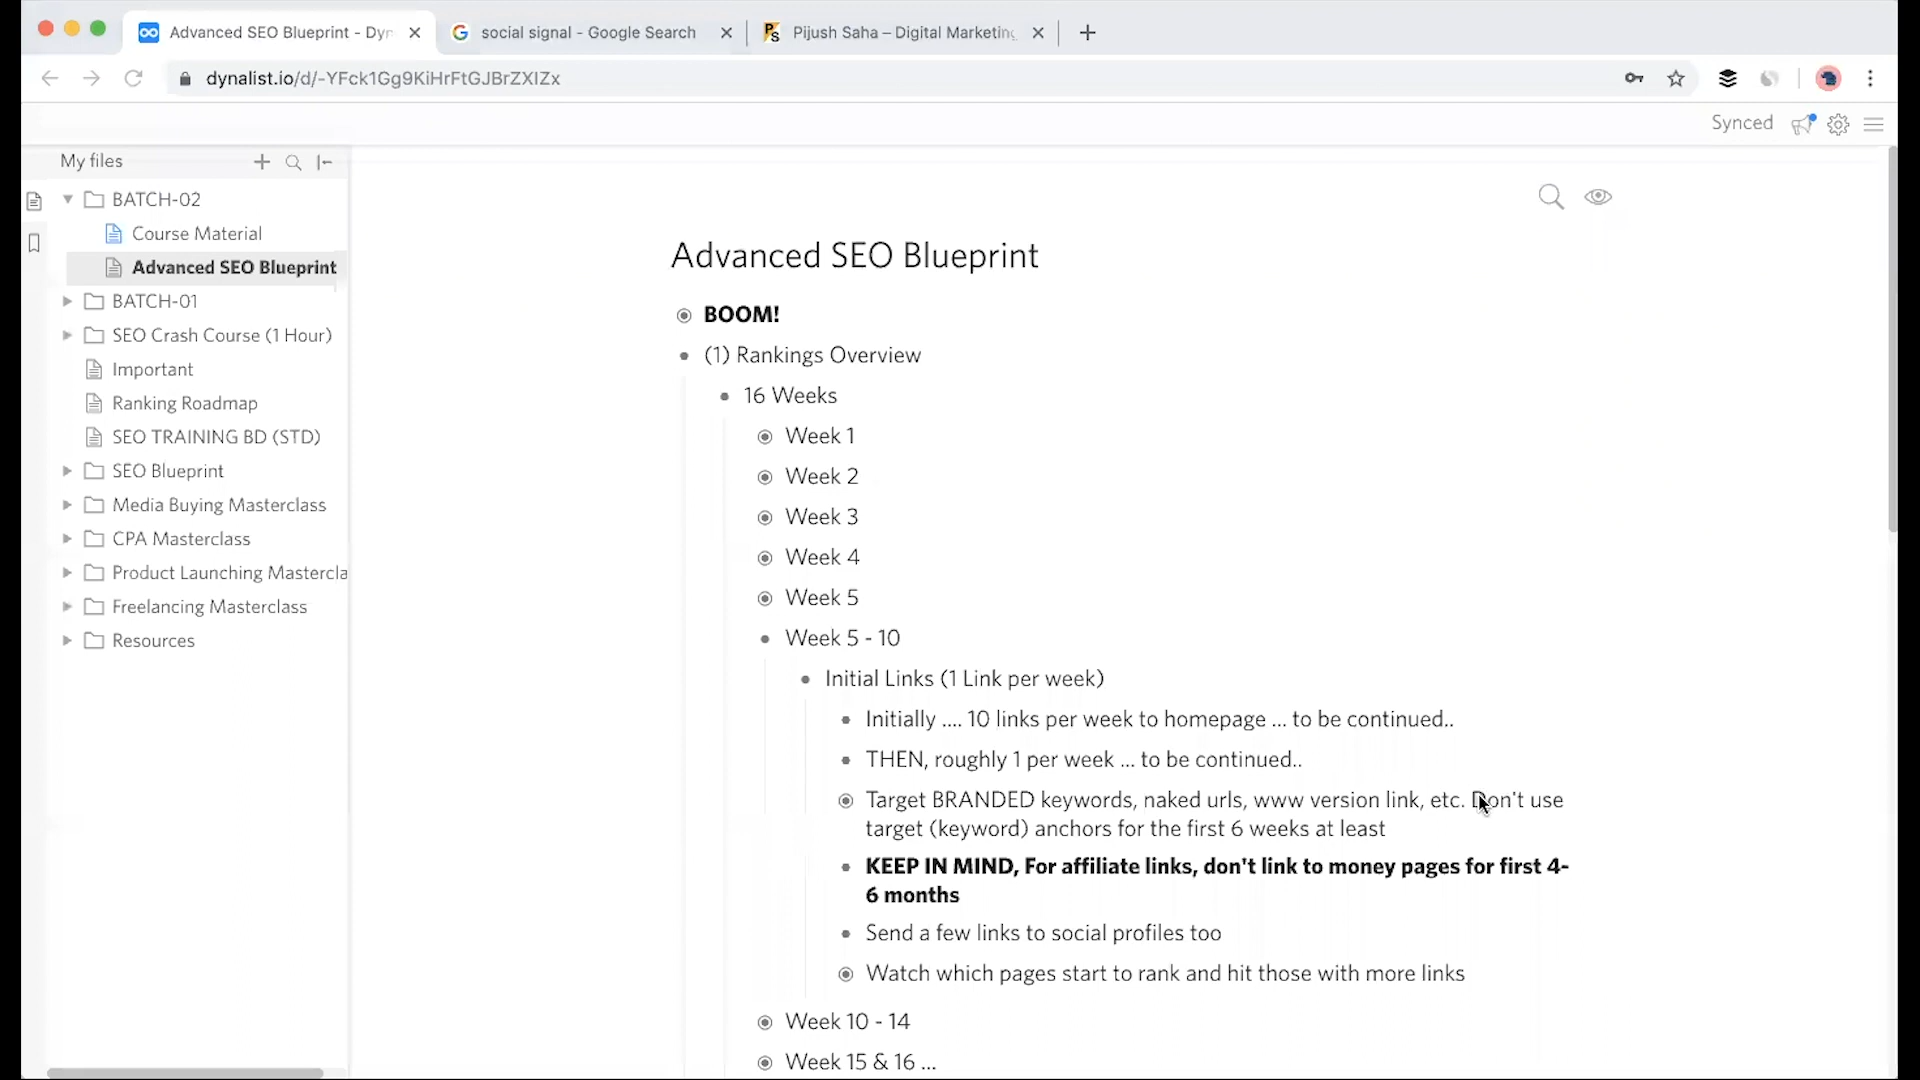 Advanced SEO Blueprint - Dyn
social signal - Google Search
Pijush Saha – Digital Marketing
dynalist.io/d/-YFck1Gg9KiHrFtGJBrZXIZx
Synced
My files
BATCH-02
Course Material
Advanced SEO Blueprint
BATCH-01
SEO Crash Course (1 Hour)
Important
Ranking Roadmap
SEO TRAINING BD (STD)
SEO Blueprint
Media Buying Masterclass
CPA Masterclass
Product Launching Mastercla
Freelancing Masterclass
Resources
Advanced SEO Blueprint
BOOM!
(1) Rankings Overview
16 Weeks
Week 1
Week 2
Week 3
Week 4
Week 5
Week 5 - 10
Initial Links (1 Link per week)
Initially .... 10 links per week to homepage ... to be continued..
THEN, roughly 1 per week ... to be continued..
Target BRANDED keywords, naked urls, www version link, etc. Don't use
target (keyword) anchors for the first 6 weeks at least
KEEP IN MIND, For affiliate links, don't link to money pages for first 4-
6 months
Send a few links to social profiles too
Watch which pages start to rank and hit those with more links
Week 10 - 14
Week 15 & 16 ...